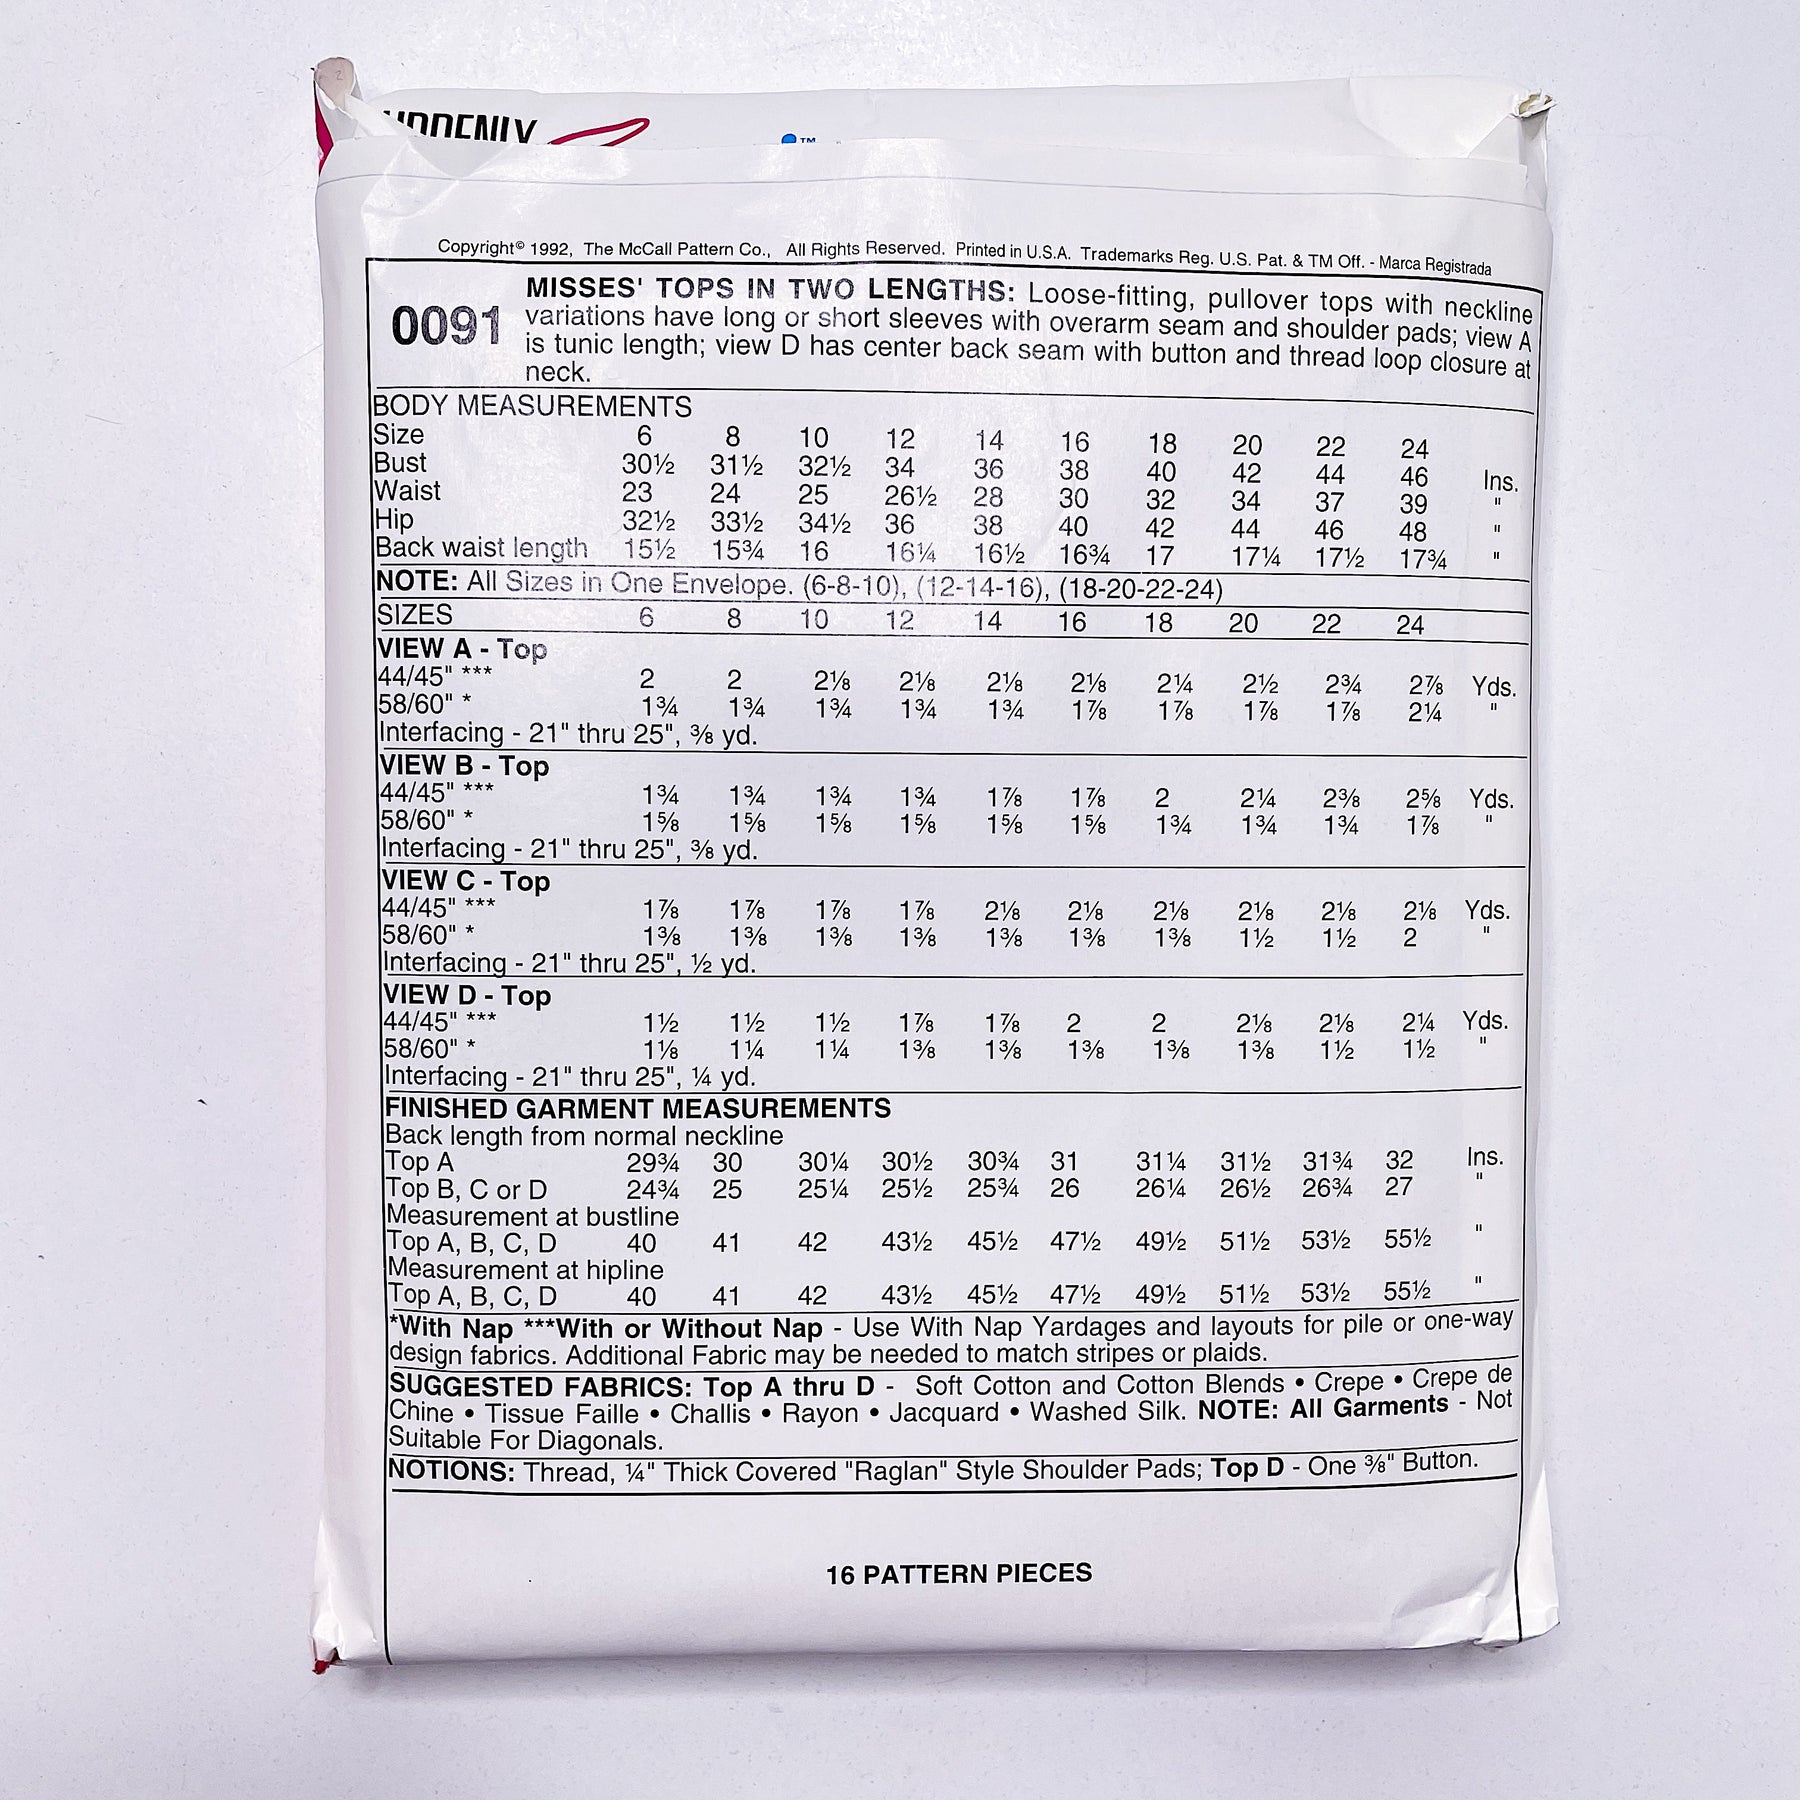 TM
Copyright© 1992, The McCall Pattern Co., All Rights Reserved. Printed in U.S.A. Trademarks Reg. U.S. Pat. & TM Off. - Marca Registrada
0091
MISSES' TOPS IN TWO LENGTHS: Loose-fitting, pullover tops with neckline
variations have long or short sleeves with overarm seam and shoulder pads; view A
is tunic length; view D has center back seam with button and thread loop closure at
neck.
BODY MEASUREMENTS
Size 6 8 10 12 14 16 18 20 22 24
Bust 30½ 31½ 32½ 34 36 38 40 42 44 46 Ins.
Waist 23 24 25 26½ 28 30 32 34 37 39 "
Hip 32½ 33½ 34½ 36 38 40 42 44 46 48 "
Back waist length 15½ 15¾ 16 16¼ 16½ 16¾ 17 17¼ 17½ 17¾ "
NOTE: All Sizes in One Envelope. (6-8-10), (12-14-16), (18-20-22-24)
SIZES 6 8 10 12 14 16 18 20 22 24
VIEW A - Top
44/45" *** 2 2 2⅛ 2⅛ 2⅛ 2⅛ 2¼ 2½ 2¾ 2⅞ Yds.
58/60" * 1¾ 1¾ 1¾ 1¾ 1¾ 1⅞ 1⅞ 1⅞ 1⅞ 2¼ "
Interfacing - 21" thru 25", ⅜ yd.
VIEW B - Top
44/45" *** 1¾ 1¾ 1¾ 1¾ 1⅞ 1⅞ 2 2¼ 2⅜ 2⅝ Yds.
58/60" * 1⅝ 1⅝ 1⅝ 1⅝ 1⅝ 1⅝ 1¾ 1¾ 1¾ 1⅞ "
Interfacing - 21" thru 25", ⅜ yd.
VIEW C - Top
44/45" *** 1⅞ 1⅞ 1⅞ 1⅞ 2⅛ 2⅛ 2⅛ 2⅛ 2⅛ 2⅛ Yds.
58/60" * 1⅜ 1⅜ 1⅜ 1⅜ 1⅜ 1⅜ 1⅜ 1½ 1½ 2 "
Interfacing - 21" thru 25", ½ yd.
VIEW D - Top
44/45" *** 1½ 1½ 1½ 1⅞ 1⅞ 2 2 2⅛ 2⅛ 2¼ Yds.
58/60" * 1⅛ 1¼ 1¼ 1⅜ 1⅜ 1⅜ 1⅜ 1⅜ 1½ 1½ "
Interfacing - 21" thru 25", ¼ yd.
FINISHED GARMENT MEASUREMENTS
Back length from normal neckline
Top A 29¾ 30 30¼ 30½ 30¾ 31 31¼ 31½ 31¾ 32 Ins.
Top B, C or D 24¾ 25 25¼ 25½ 25¾ 26 26¼ 26½ 26¾ 27 "
Measurement at bustline
Top A, B, C, D 40 41 42 43½ 45½ 47½ 49½ 51½ 53½ 55½ "
Measurement at hipline
Top A, B, C, D 40 41 42 43½ 45½ 47½ 49½ 51½ 53½ 55½ "
*With Nap ***With or Without Nap - Use With Nap Yardages and layouts for pile or one-way
design fabrics. Additional Fabric may be needed to match stripes or plaids.
SUGGESTED FABRICS: Top A thru D - Soft Cotton and Cotton Blends • Crepe • Crepe de
Chine • Tissue Faille • Challis • Rayon • Jacquard • Washed Silk. NOTE: All Garments - Not
Suitable For Diagonals.
NOTIONS: Thread, ¼" Thick Covered "Raglan" Style Shoulder Pads; Top D - One ⅜" Button.
16 PATTERN PIECES